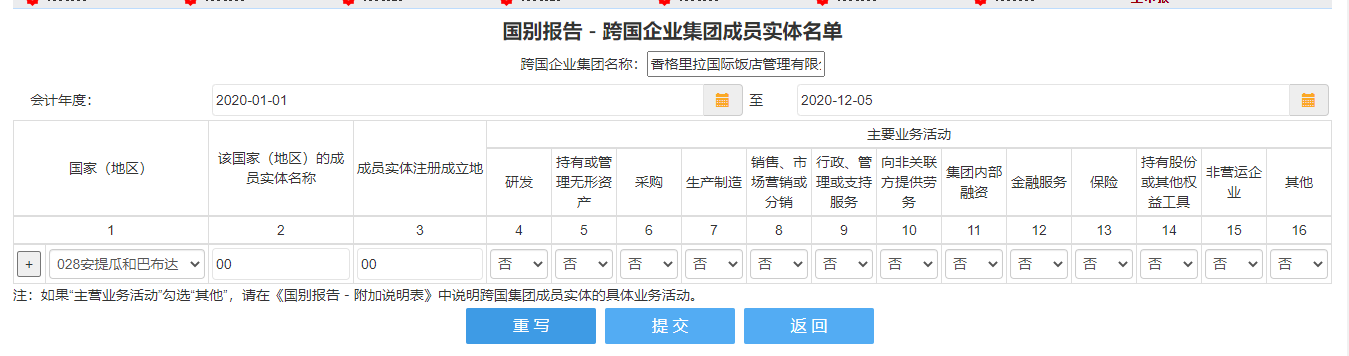 国别报告 - 跨国企业集团成员实体名单
跨国企业集团名称： 香格里拉国际饭店管理有限
会计年度： 2020-01-01 至 2020-12-05
主要业务活动
国家（地区）
该国家（地区）的成
员实体名称
成员实体注册成立地
研发
持有或管
理无形资
产
采购
生产制造
销售、市
场营销或
分销
行政、管
理或支持
服务
向非关联
方提供劳
务
集团内部
融资
金融服务
保险
持有股份
或其他权
益工具
非营运企
业
其他
1 2 3 4 5 6 7 8 9 10 11 12 13 14 15 16
+ 028安提瓜和巴布达 00 00 否 否 否 否 否 否 否 否 否 否 否 否 否
注：如果“主营业务活动”勾选“其他”，请在《国别报告 - 附加说明表》中说明跨国集团成员实体的具体业务活动。
重写 提交 返回